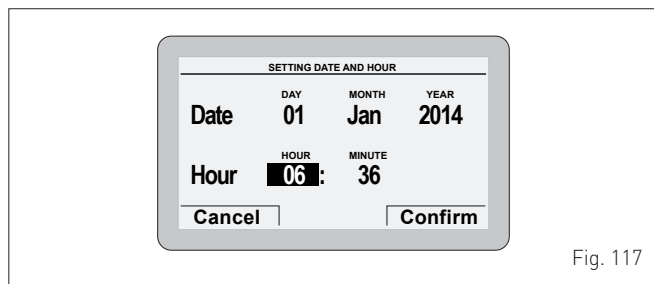 SETTING DATE AND HOUR
DAY MONTH YEAR
Date 01 Jan 2014
HOUR MINUTE
Hour 06 : 36
Cancel Confirm
Fig. 117